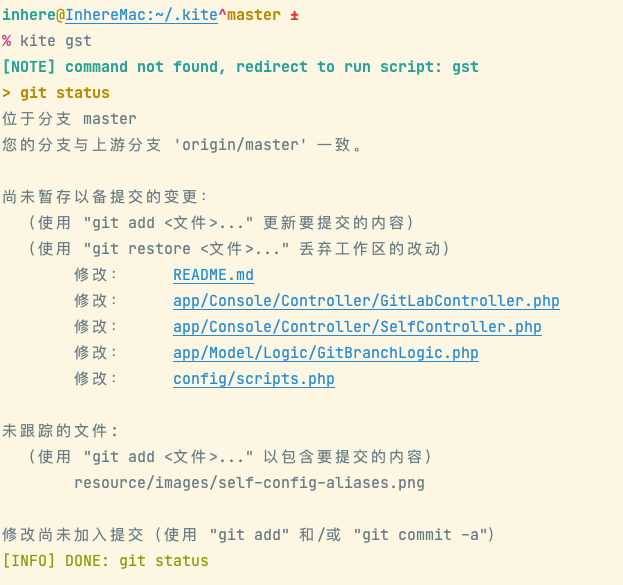 inhere@InhereMac:~/.kite^master ±
% kite gst
[NOTE] command not found, redirect to run script: gst
> git status
位于分支 master
您的分支与上游分支 'origin/master' 一致。
尚未暂存以备提交的变更：
（使用 "git add <文件>..." 更新要提交的内容）
（使用 "git restore <文件>..." 丢弃工作区的改动）
修改：     README.md
修改：     app/Console/Controller/GitLabController.php
修改：     app/Console/Controller/SelfController.php
修改：     app/Model/Logic/GitBranchLogic.php
修改：     config/scripts.php
未跟踪的文件:
（使用 "git add <文件>..." 以包含要提交的内容）
resource/images/self-config-aliases.png
修改尚未加入提交（使用 "git add" 和/或 "git commit -a"）
[INFO] DONE: git status